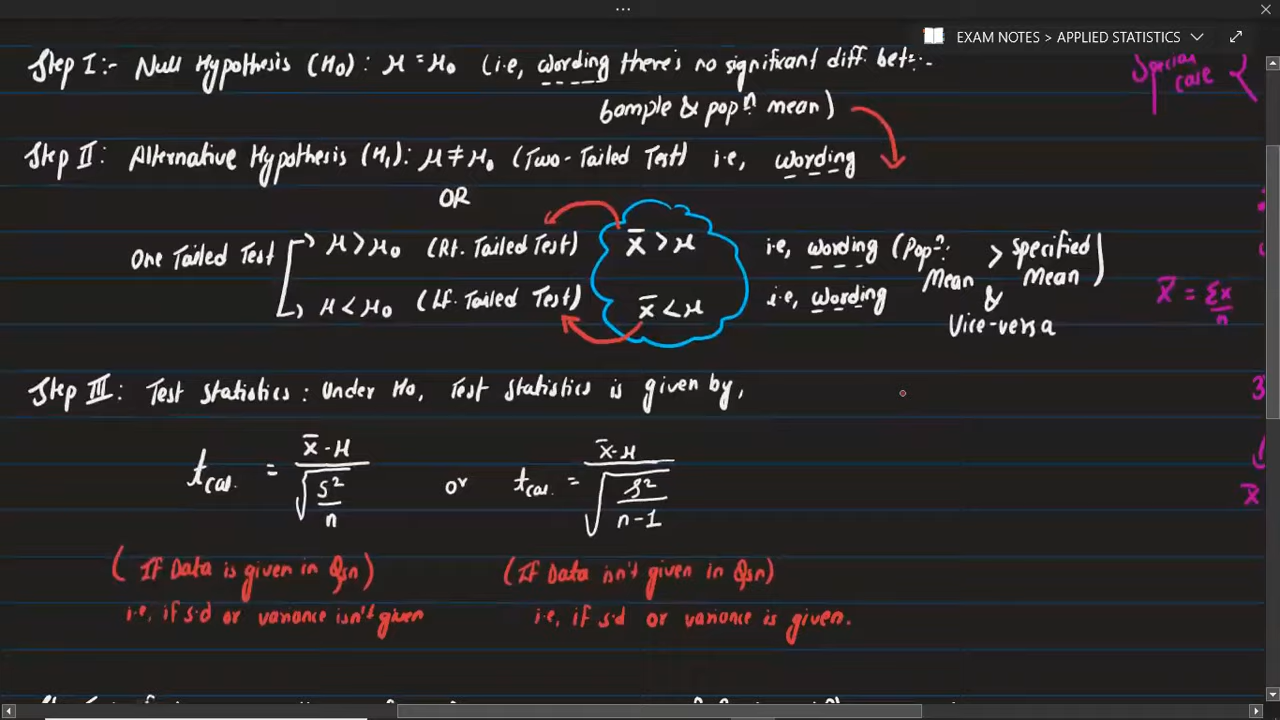 EXAM NOTES > APPLIED STATISTICS
Step I:- Null Hypothesis (H0): μ = μ0 (i.e, wording there's no significant diff. betn.
Sample & popn. mean)
Special case
Step II: Alternative Hypothesis (H1): μ ≠ μ0 (Two-Tailed Test) i.e, wording
OR
One Tailed Test
μ > μ0 (Rt. Tailed Test) x̄ > μ i.e, wording (Popn. Mean > Specified Mean)
&
μ < μ0 (Lf. Tailed Test) x̄ < μ i.e, wording Vice-versa
x̄ = Σx/n
Step III: Test Statistics: Under H0, Test Statistics is given by,
tcal. = x̄-μ / √(S²/n) or tcal. = x̄-μ / √(s²/n-1)
x̄
(If Data is given in Qsn) (If Data isn't given in Qsn)
i.e, if s.d or variance isn't given i.e, if s.d or variance is given.